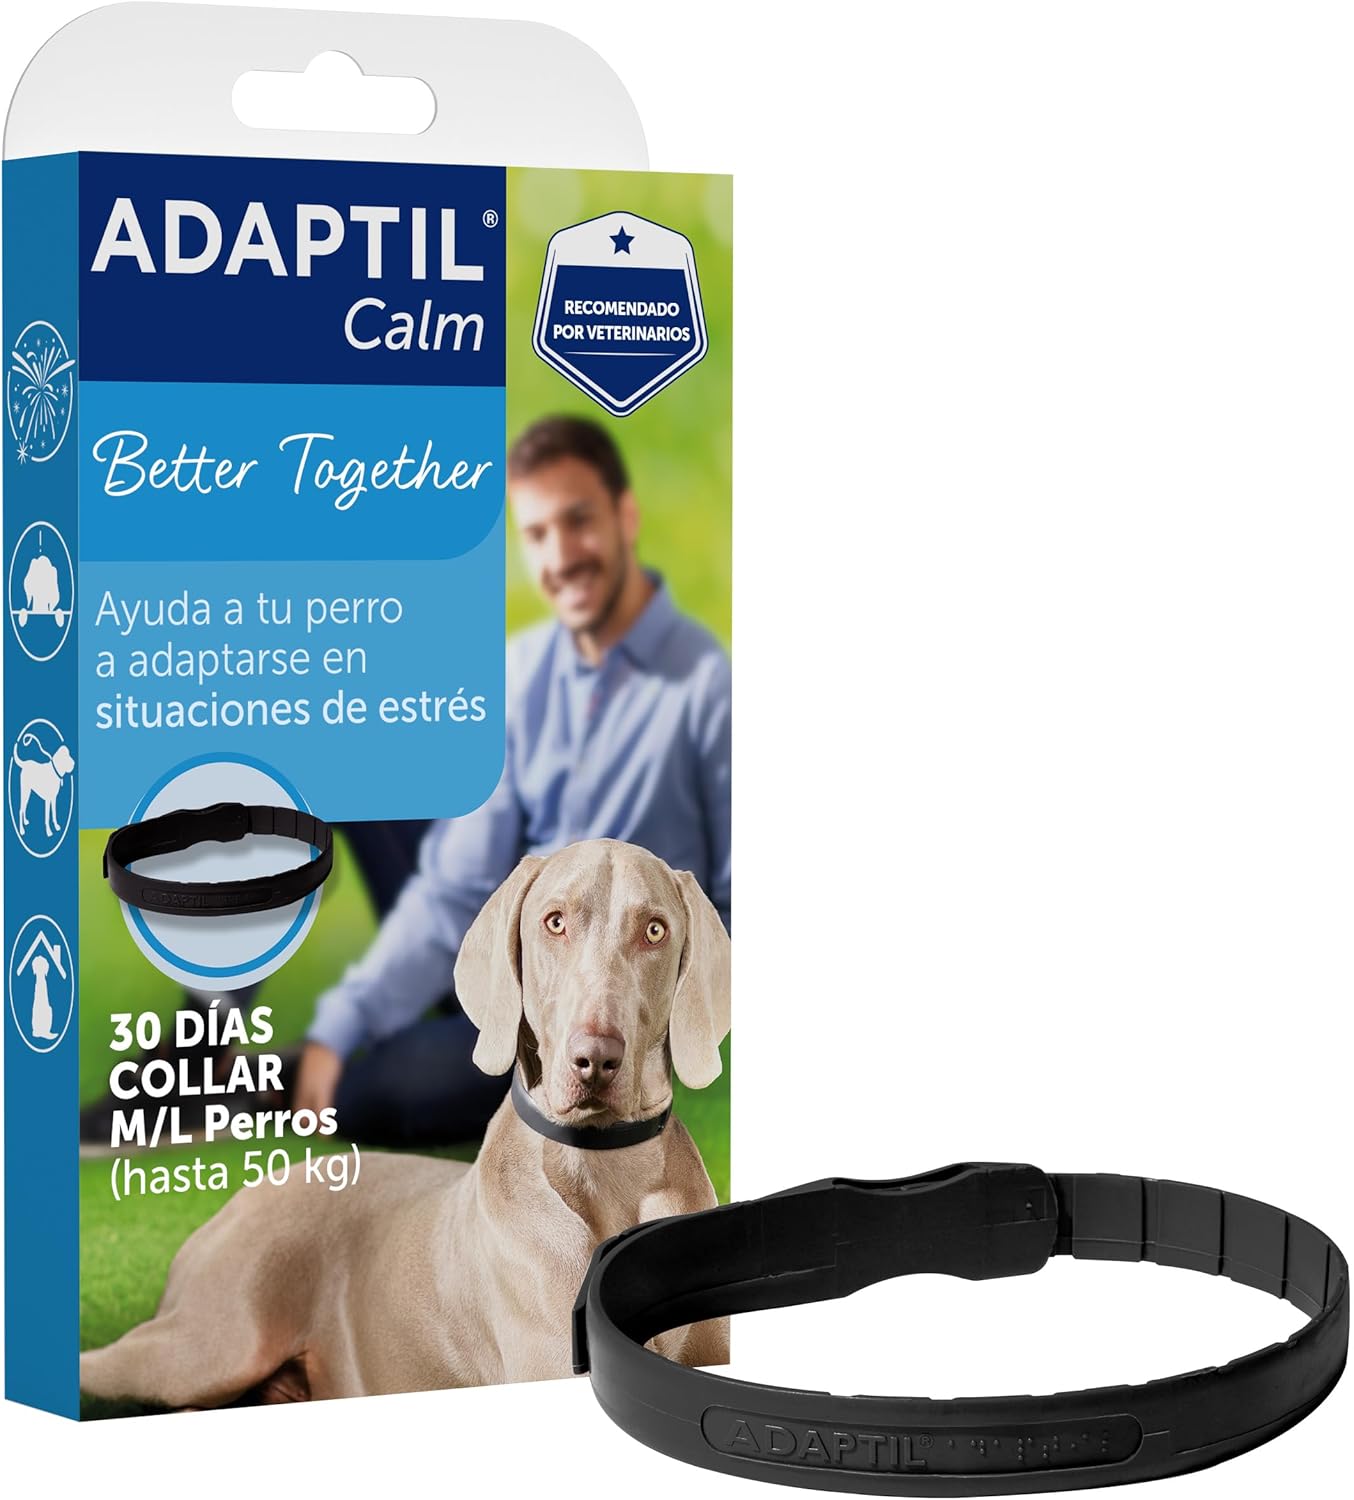 ADAPTIL®
Calm
RECOMENDADO
POR VETERINARIOS
Better Together
Ayuda a tu perro
a adaptarse en
situaciones de estrés
ADAPTIL
30 DÍAS
COLLAR
M/L Perros
(hasta 50 kg)
ADAPTIL®